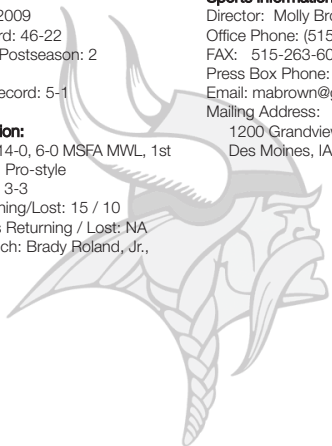 2009
rd: 46-22
Postseason: 2
ecord: 5-1
tion:
14-0, 6-0 MSFA MWL, 1st
Pro-style
3-3
ning/Lost: 15 / 10
s Returning / Lost: NA
ch: Brady Roland, Jr.,
Sports Information
Director: Molly Bro
Office Phone: (515
FAX: 515-263-60
Press Box Phone:
Email: mabrown@g
Mailing Address:
1200 Grandview
Des Moines, IA